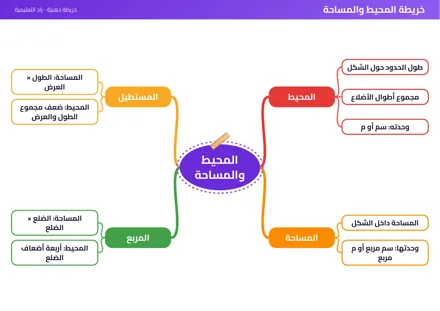 خريطة المحيط والمساحة
خريطة ذهنية - زاد التعليمية
المحيط
والمساحة
المحيط
طول الحدود حول الشكل
مجموع أطوال الأضلاع
وحدته: سم أو م
المساحة
المساحة داخل الشكل
وحدتها: سم مربع أو م
مربع
المستطيل
المساحة: الطول ×
العرض
المحيط: ضعف مجموع
الطول والعرض
المربع
المساحة: الضلع ×
الضلع
المحيط: أربعة أضعاف
الضلع